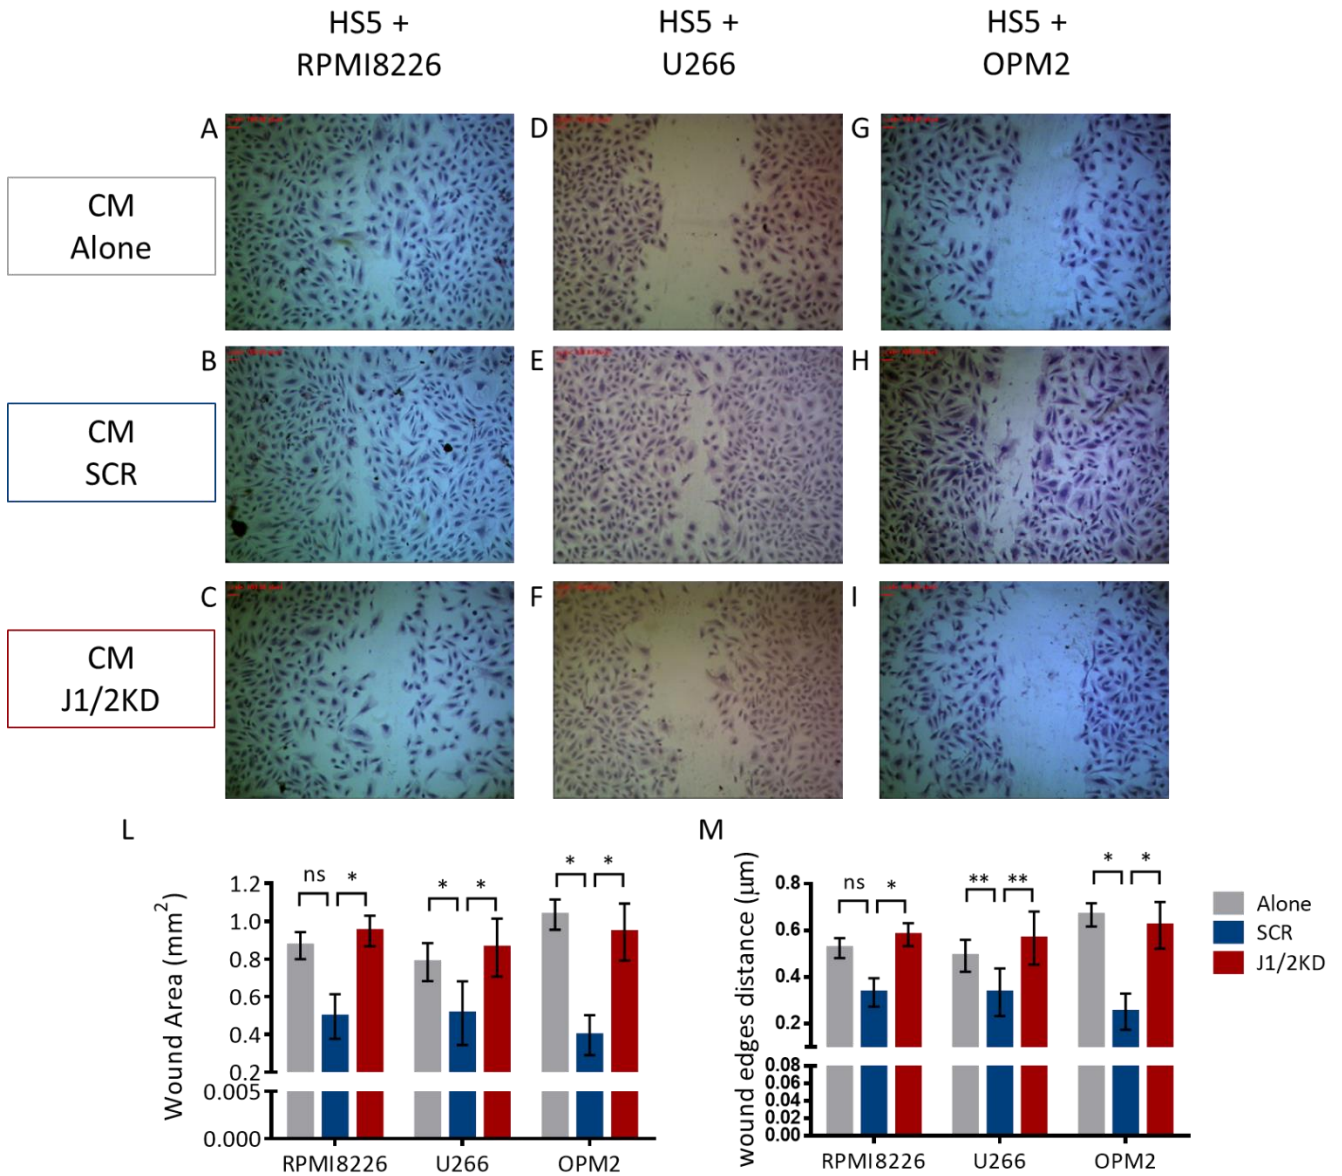 HS5 +
RPMI8226
HS5 +
U266
HS5 +
OPM2
A
D
G
CM
Alone
B
E
H
CM
SCR
C
F
I
CM
J1/2KD
L
Wound Area (mm²)
1.2
1.0
0.8
0.6
0.4
0.2
0.005
0.000
ns
*
*
*
*
*
RPMI8226
U266
OPM2
M
wound edges distance (μm)
0.8
0.6
0.4
0.2
0.08
0.06
0.04
0.02
0.00
ns
*
**
**
*
*
RPMI8226
U266
OPM2
Alone
SCR
J1/2KD